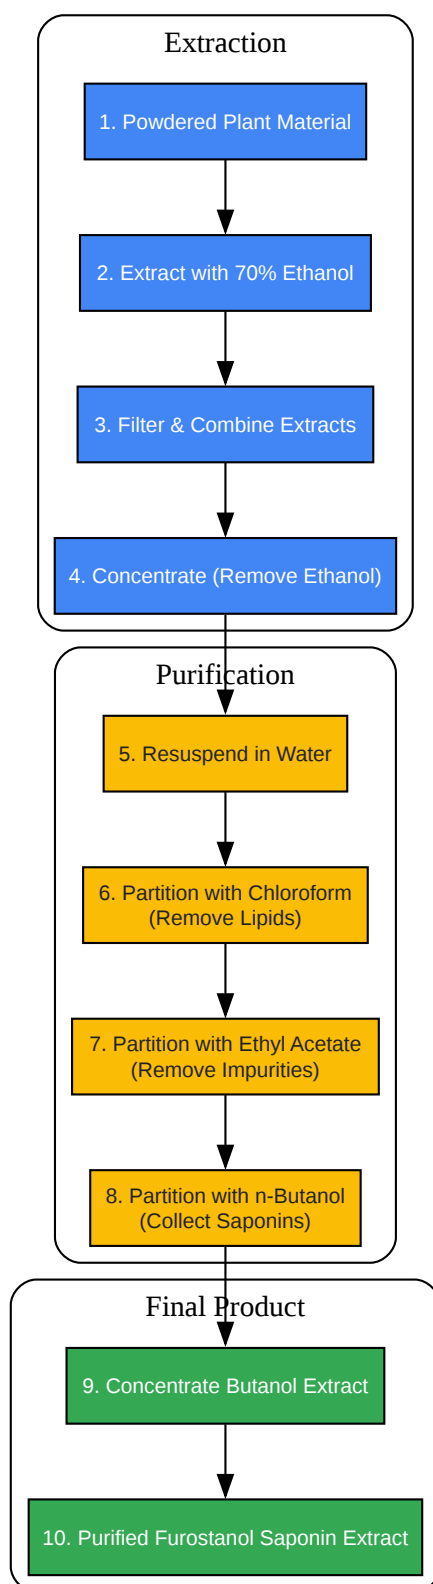 Extraction
1. Powdered Plant Material
2. Extract with 70% Ethanol
3. Filter & Combine Extracts
4. Concentrate (Remove Ethanol)
Purification
5. Resuspend in Water
6. Partition with Chloroform
(Remove Lipids)
7. Partition with Ethyl Acetate
(Remove Impurities)
8. Partition with n-Butanol
(Collect Saponins)
Final Product
9. Concentrate Butanol Extract
10. Purified Furostanol Saponin Extract